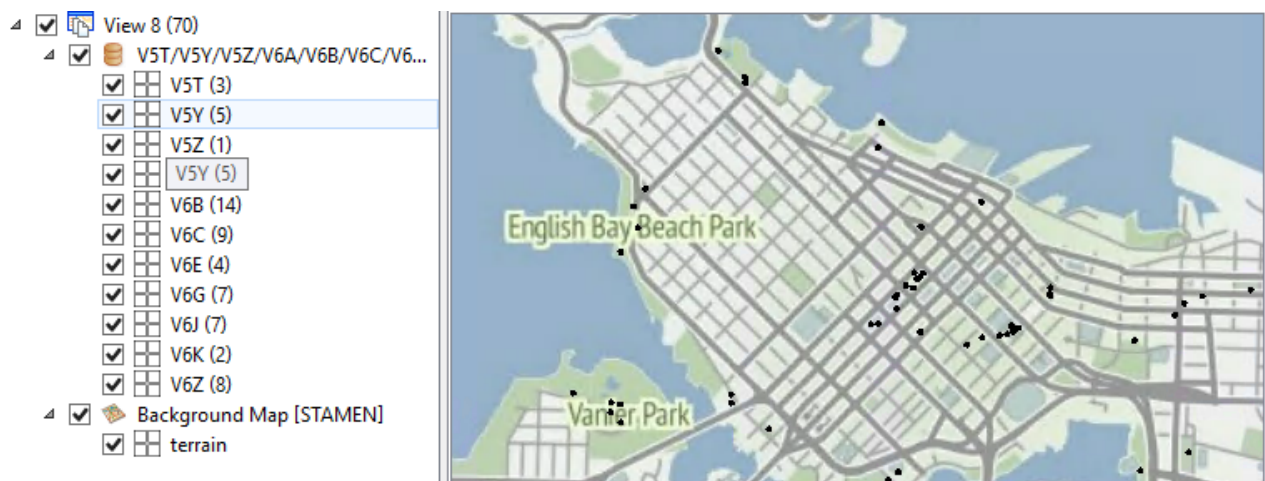 View 8 (70)
V5T/V5Y/V5Z/V6A/V6B/V6C/V6...
V5T (3)
V5Y (5)
V5Z (1)
V5Y (5)
V6B (14)
V6C (9)
V6E (4)
V6G (7)
V6J (7)
V6K (2)
V6Z (8)
Background Map [STAMEN]
terrain
English Bay Beach Park
Vanier Park